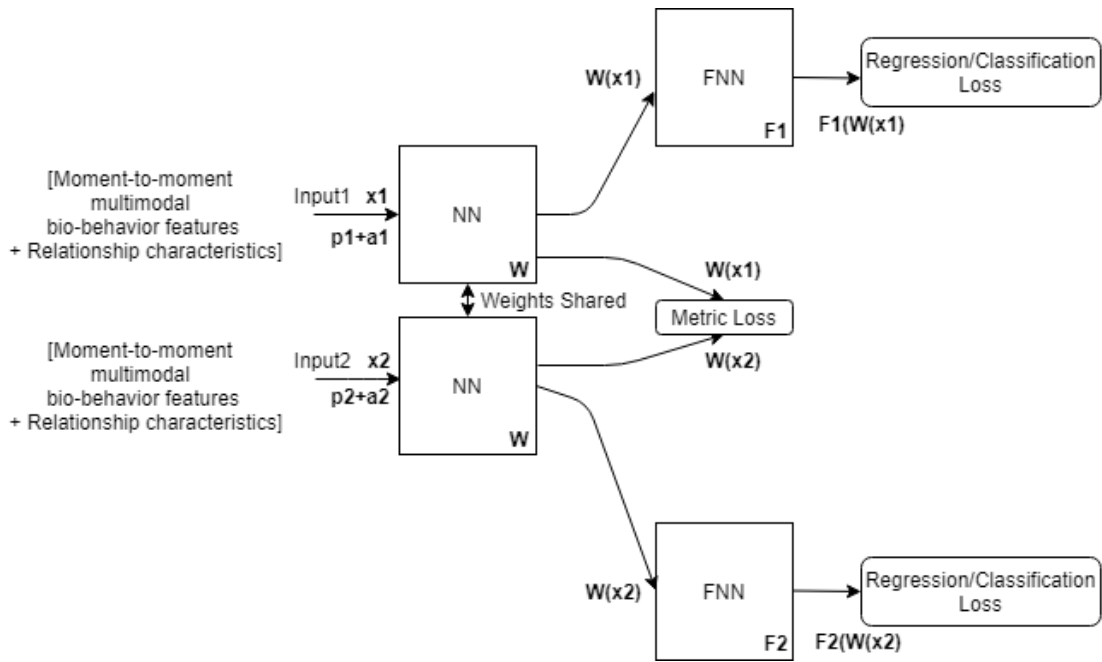 W(x1)
FNN
F1
Regression/Classification
Loss
F1(W(x1)
[Moment-to-moment
multimodal
bio-behavior features
+ Relationship characteristics]
Input1 x1
p1+a1
NN
W
W(x1)
Weights Shared
Metric Loss
[Moment-to-moment
multimodal
bio-behavior features
+ Relationship characteristics]
Input2 x2
p2+a2
NN
W
W(x2)
W(x2)
FNN
F2
Regression/Classification
Loss
F2(W(x2)